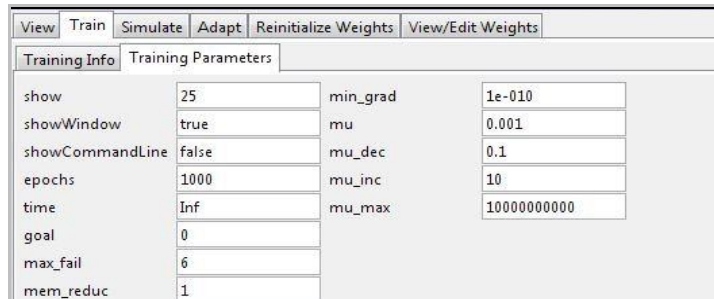 View Train Simulate Adapt Reinitialize Weights View/Edit Weights
Training Info Training Parameters
show 25 min_grad 1e-010
showWindow true mu 0.001
showCommandLine false mu_dec 0.1
epochs 1000 mu_inc 10
time Inf mu_max 10000000000
goal 0
max_fail 6
mem_reduc 1